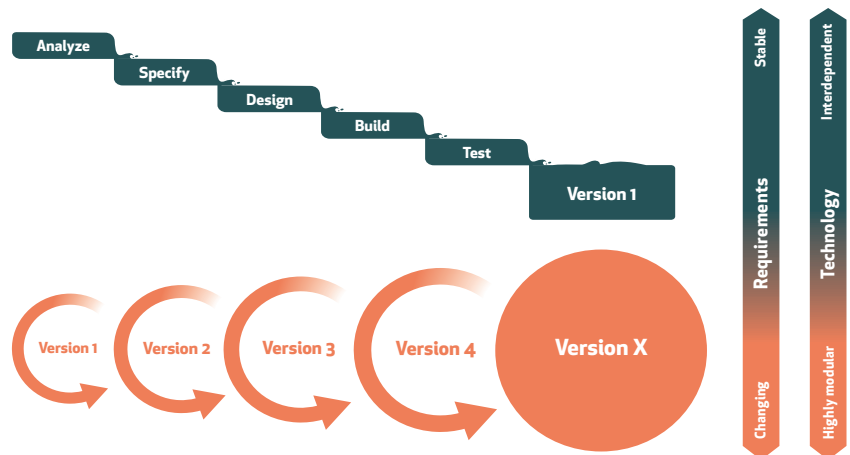 Analyze
Specify
Design
Build
Test
Version 1
Version 1
Version 2
Version 3
Version 4
Version X
Stable
Requirements
Changing
Interdependent
Technology
Highly modular